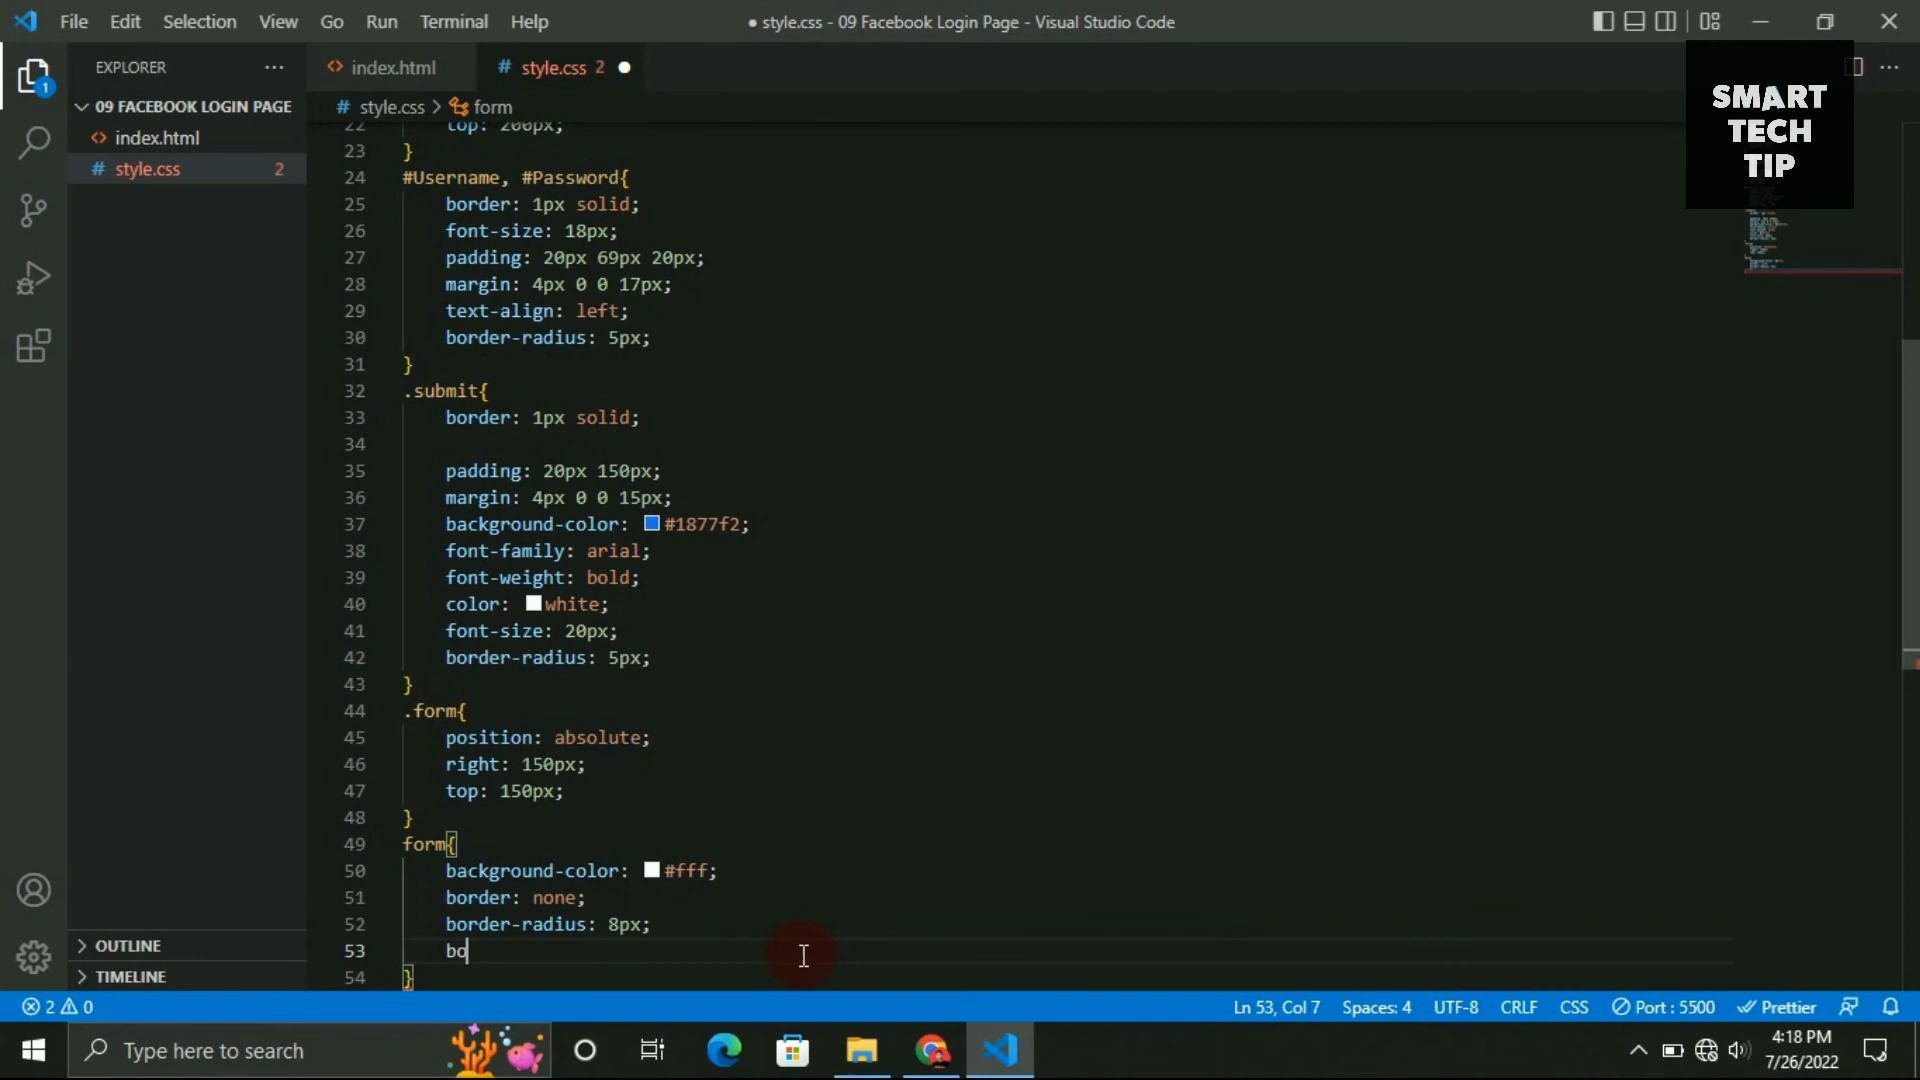 File Edit Selection View Go Run Terminal Help
● style.css - 09 Facebook Login Page - Visual Studio Code
EXPLORER
index.html
style.css 2
SMART
TECH
TIP
09 FACEBOOK LOGIN PAGE
style.css > form
index.html
style.css 2
22 top: 200px;
23 }
24 #Username, #Password{
25 border: 1px solid;
26 font-size: 18px;
27 padding: 20px 69px 20px;
28 margin: 4px 0 0 17px;
29 text-align: left;
30 border-radius: 5px;
31 }
32 .submit{
33 border: 1px solid;
34
35 padding: 20px 150px;
36 margin: 4px 0 0 15px;
37 background-color: #1877f2;
38 font-family: arial;
39 font-weight: bold;
40 color: white;
41 font-size: 20px;
42 border-radius: 5px;
43 }
44 .form{
45 position: absolute;
46 right: 150px;
47 top: 150px;
48 }
49 form{
50 background-color: #fff;
51 border: none;
52 border-radius: 8px;
53 bo
54 }
1
OUTLINE
TIMELINE
2 0
Ln 53, Col 7 Spaces: 4 UTF-8 CRLF CSS Port : 5500 Prettier
Type here to search
4:18 PM
7/26/2022